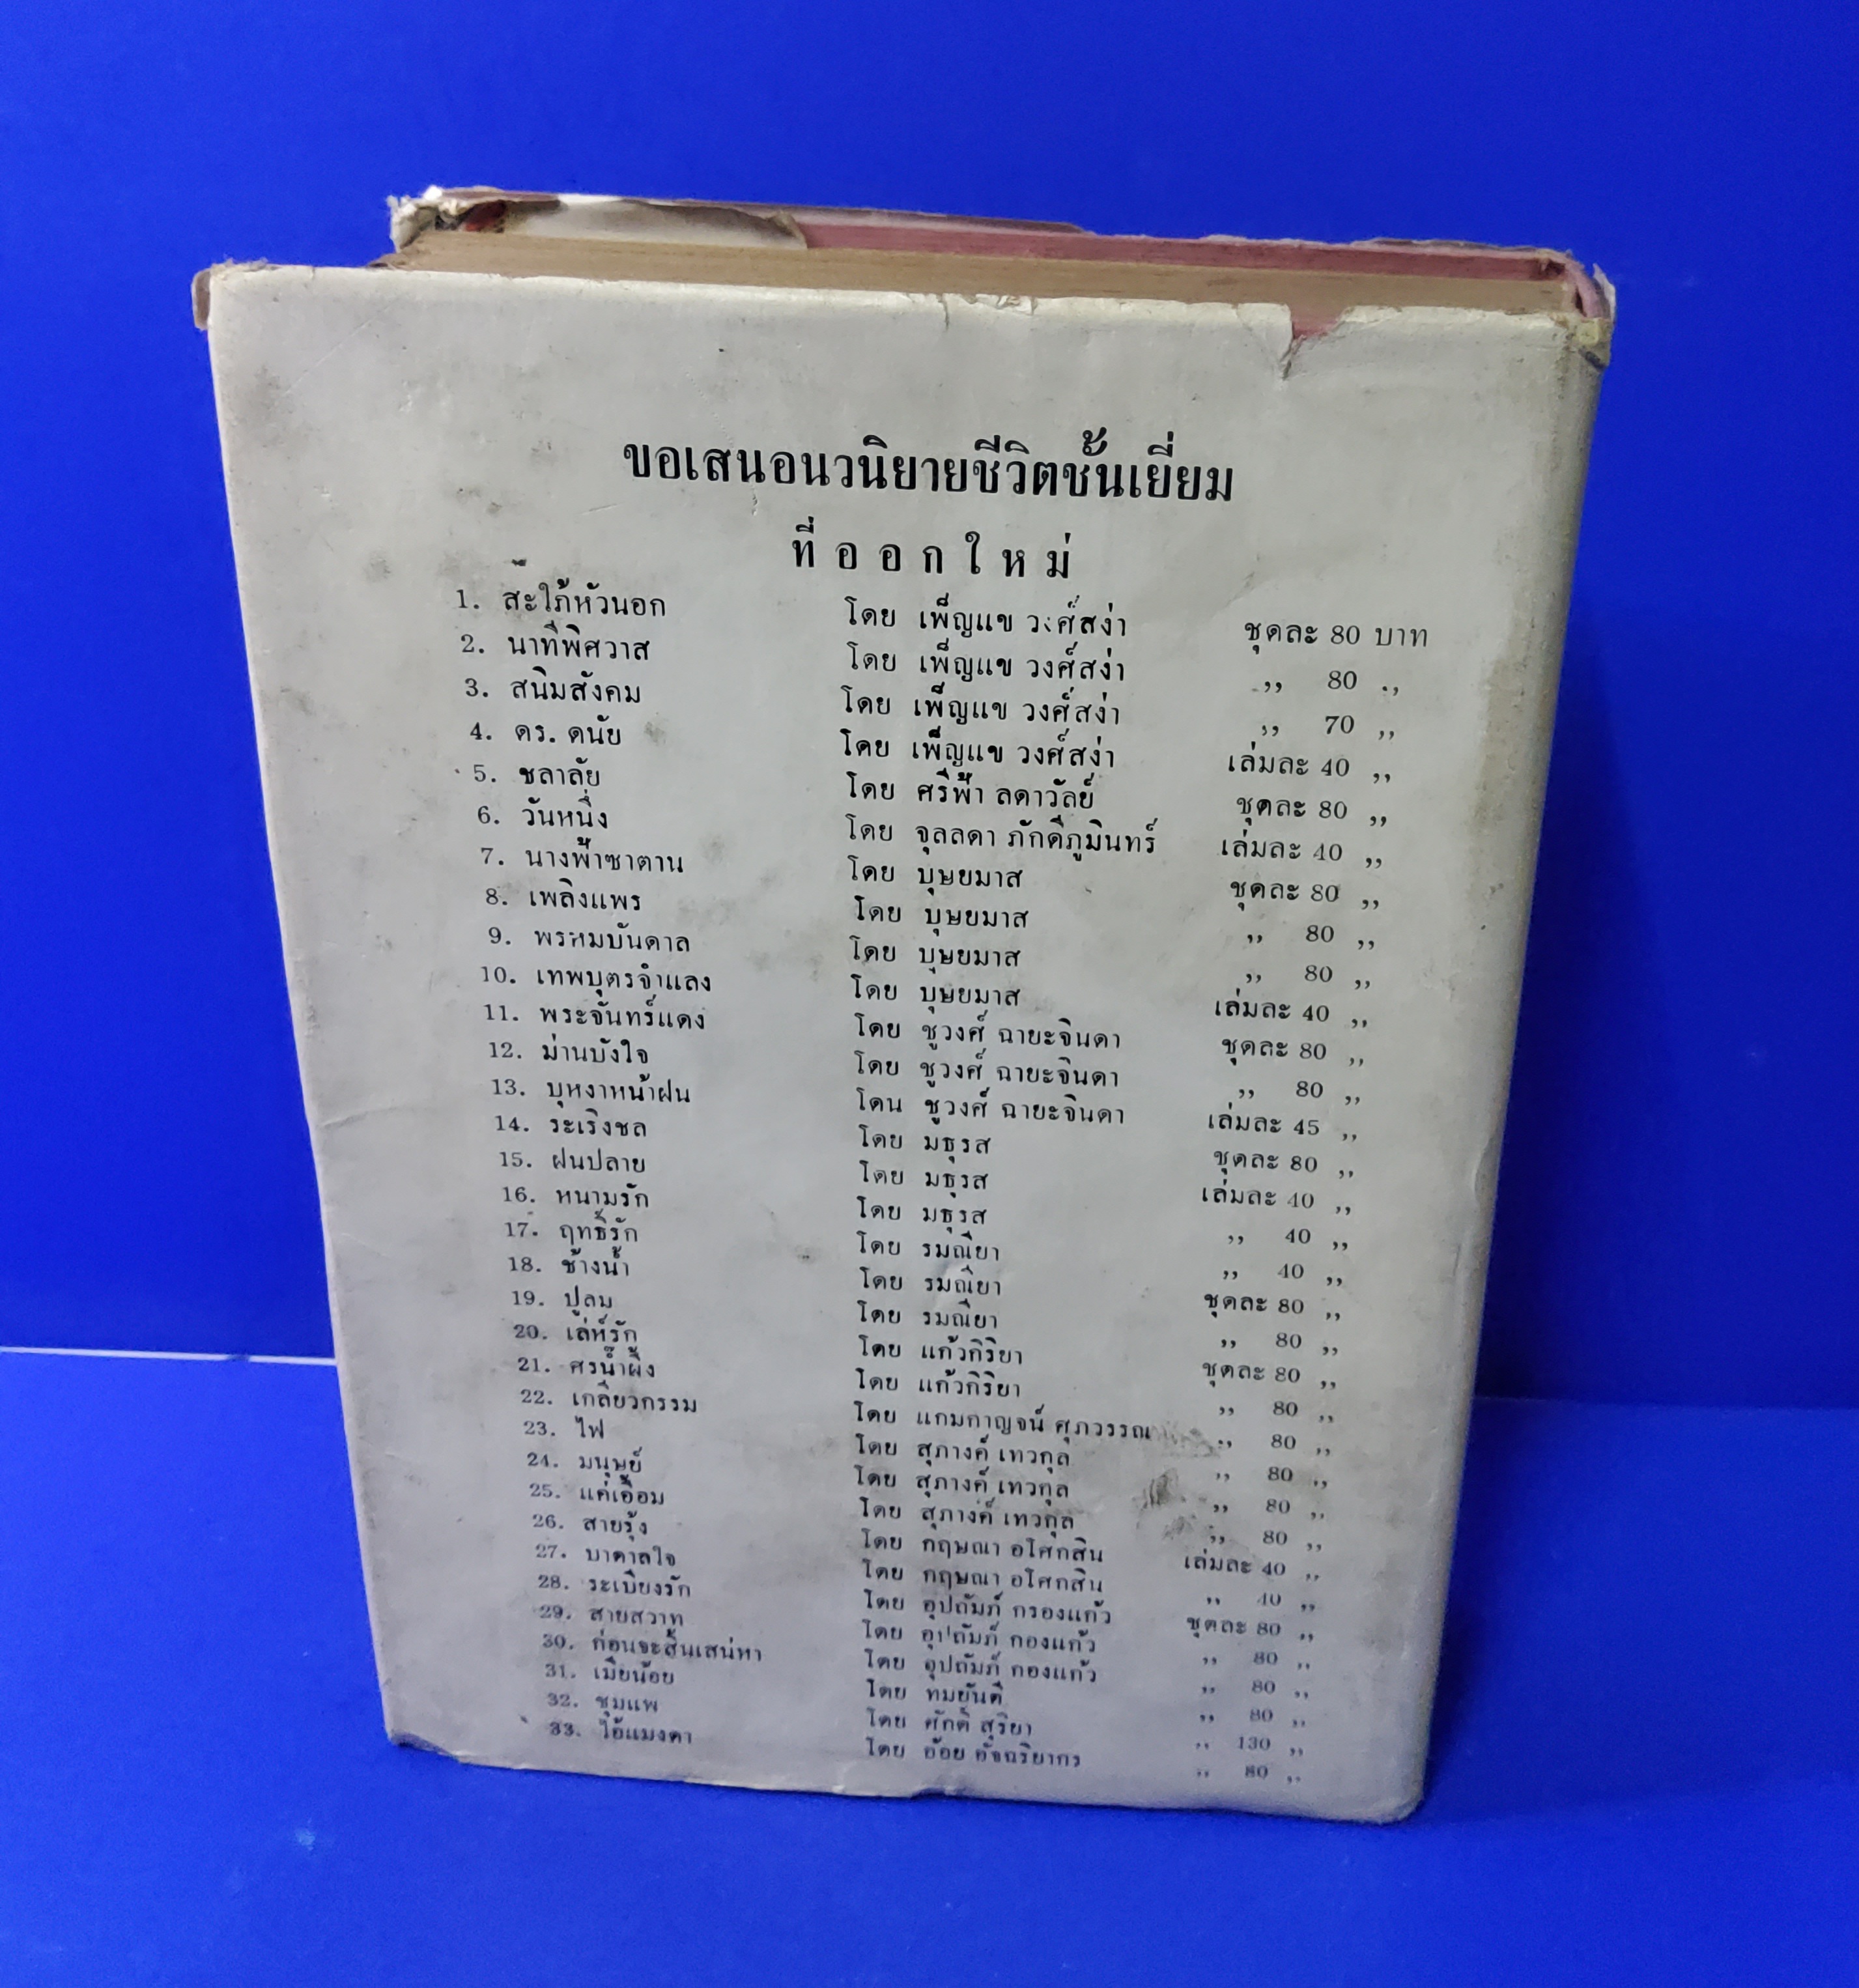 ขอเสนอนวนิยายชีวิตชั้นเยี่ยม
ที่ออกใหม่
1. สะใภ้หัวนอก โดย เพ็ญแข วงศ์สง่า ชุดละ 80 บาท
2. นาทีพิศวาส โดย เพ็ญแข วงศ์สง่า ,, 80 ,,
3. สนิมสังคม โดย เพ็ญแข วงศ์สง่า ,, 70 ,,
4. ดร. ดนัย โดย เพ็ญแข วงศ์สง่า เล่มละ 40 ,,
5. ชลาลัย โดย ศรีฟ้า ลดาวัลย์ ชุดละ 80 ,,
6. วันหนึ่ง โดย จุลลดา ภักดีภูมินทร์ เล่มละ 40 ,,
7. นางฟ้าซาตาน โดย บุษยมาส ชุดละ 80 ,,
8. เพลิงแพร โดย บุษยมาส ,, 80 ,,
9. พรหมบันดาล โดย บุษยมาส ,, 80 ,,
10. เทพบุตรจำแลง โดย บุษยมาส เล่มละ 40 ,,
11. พระจันทร์แดง โดย ชูวงศ์ ฉายะจินดา ชุดละ 80 ,,
12. ม่านบังใจ โดย ชูวงศ์ ฉายะจินดา ,, 80 ,,
13. บุหงาหน้าฝน โดน ชูวงศ์ ฉายะจินดา เล่มละ 45 ,,
14. ระเริงชล โดย มธุรส ชุดละ 80 ,,
15. ฝนปลาย โดย มธุรส เล่มละ 40 ,,
16. หนามรัก โดย มธุรส ,, 40 ,,
17. ฤทธิ์รัก โดย รมณียา ,, 40 ,,
18. ช้างน้ำ โดย รมณียา ชุดละ 80 ,,
19. ปูลม โดย รมณียา ,, 80 ,,
20. เล่ห์รัก โดย แก้วกิริยา ชุดละ 80 ,,
21. ศรน้ำผึ้ง โดย แก้วกิริยา ,, 80 ,,
22. เกลียวกรรม โดย แกมกาญจน์ ศุภวรรณ ,, 80 ,,
23. ไฟ โดย สุภางค์ เทวกุล ,, 80 ,,
24. มนุษย์ โดย สุภางค์ เทวกุล ,, 80 ,,
25. แค่เอื้อม โดย สุภางค์ เทวกุล ,, 80 ,,
26. สายรุ้ง โดย กฤษณา อโศกสิน เล่มละ 40 ,,
27. บาดาลใจ โดย กฤษณา อโศกสิน ,, 40 ,,
28. ระเบียงรัก โดย อุปถัมภ์ กรองแก้ว ชุดละ 80 ,,
29. สายสวาท โดย อุปถัมภ์ กองแก้ว ,, 80 ,,
30. ก่อนจะสิ้นเสน่หา โดย อุปถัมภ์ กองแก้ว ,, 80 ,,
31. เมียน้อย โดย ทมยันตี ,, 80 ,,
32. ชุมแพ โดย ศักดิ์ สุริยา ,, 130 ,,
33. ไอ้แมงดา โดย อ้อย อัจฉริยากร ,, 80 ,,